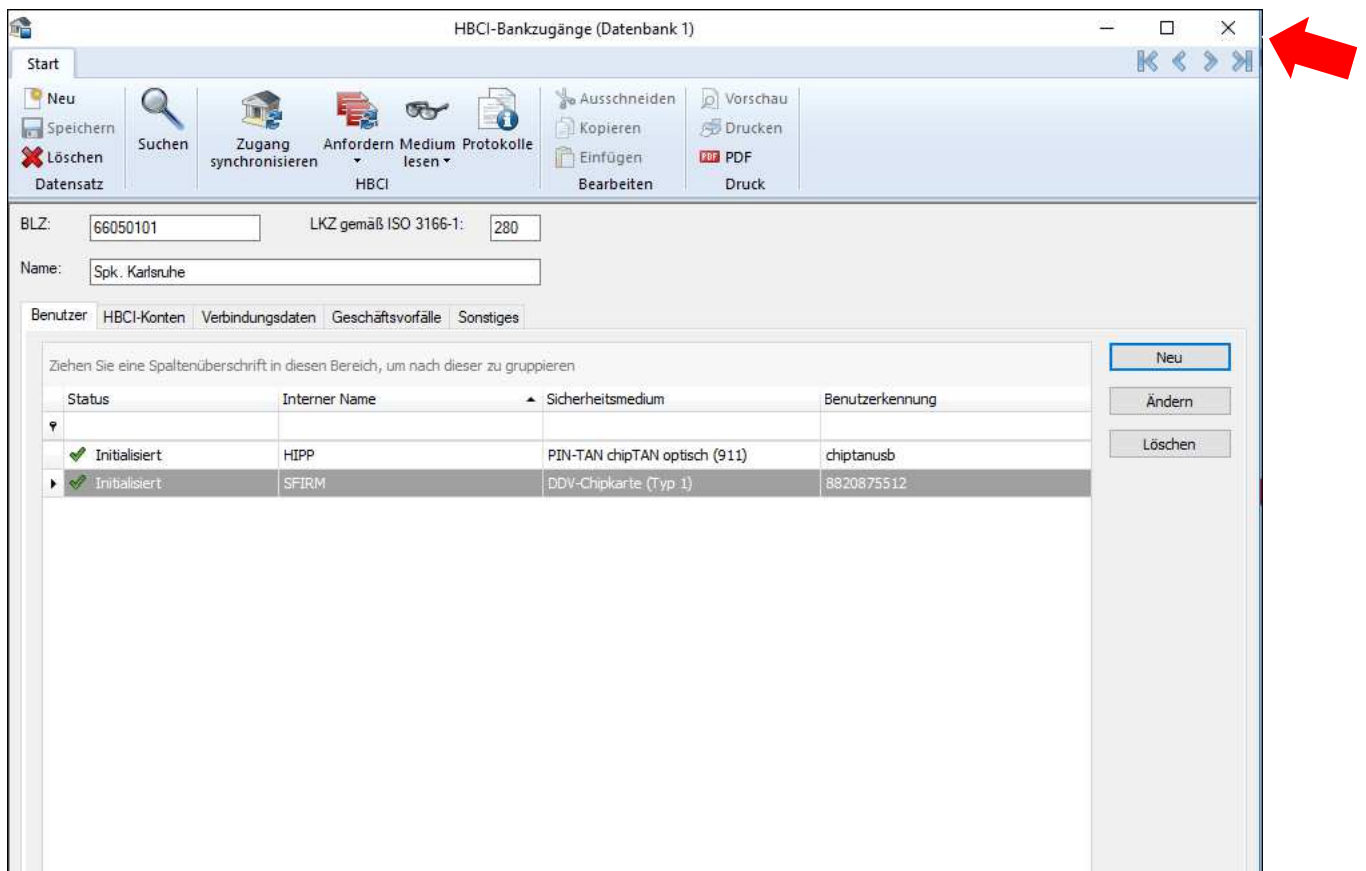 HBCI-Bankzugänge (Datenbank 1)
Start
Neu
Speichern
Löschen
Datensatz
Suchen
Zugang synchronisieren
Anfordern
Medium lesen
Protokolle
HBCI
Ausschneiden
Kopieren
Einfügen
Bearbeiten
Vorschau
Drucken
PDF PDF
Druck
BLZ: 66050101 LKZ gemäß ISO 3166-1: 280
Name: Spk. Karlsruhe
Benutzer HBCI-Konten Verbindungsdaten Geschäftsvorfälle Sonstiges
Ziehen Sie eine Spaltenüberschrift in diesen Bereich, um nach dieser zu gruppieren
Status Interner Name Sicherheitsmedium Benutzerkennung
Initialisiert HIPP PIN-TAN chipTAN optisch (911) chiptanusb
Initialisiert SFIRM DDV-Chipkarte (Typ 1) 8820875512
Neu
Ändern
Löschen